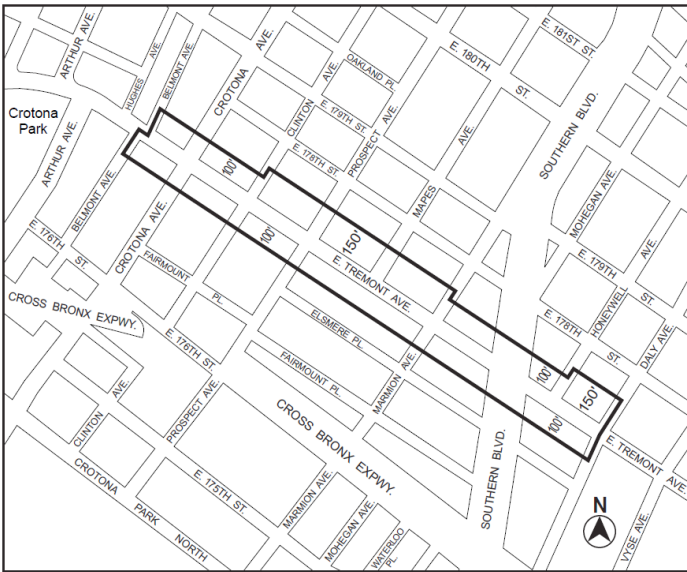 ARTHUR AVE.
HUGHES AVE.
BELMONT AVE.
CROTONA AVE.
OAKLAND PL.
E. 180TH ST.
E. 181ST ST.
Crotona
Park
ARTHUR AVE.
CLINTON AVE.
E. 179TH ST.
PROSPECT AVE.
MAPES AVE.
SOUTHERN BLVD.
E. 178TH ST.
100'
BELMONT AVE.
CROTONA AVE.
100'
150'
MOHEGAN AVE.
E. 176TH ST.
FAIRMOUNT PL.
E. TREMONT AVE.
E. 179TH ST.
HONEYWELL AVE.
E. 178TH ST.
DALY AVE.
CROSS BRONX EXPWY.
E. 176TH ST.
ELSMERE PL.
FAIRMOUNT PL.
MARMION AVE.
100'
150'
100'
CLINTON AVE.
PROSPECT AVE.
CROSS BRONX EXPWY.
SOUTHERN BLVD.
E. TREMONT AVE.
CROTONA PARK NORTH
E. 175TH ST.
MARMION AVE.
MOHEGAN AVE.
WATERLOO PL.
N
VYSE AVE.